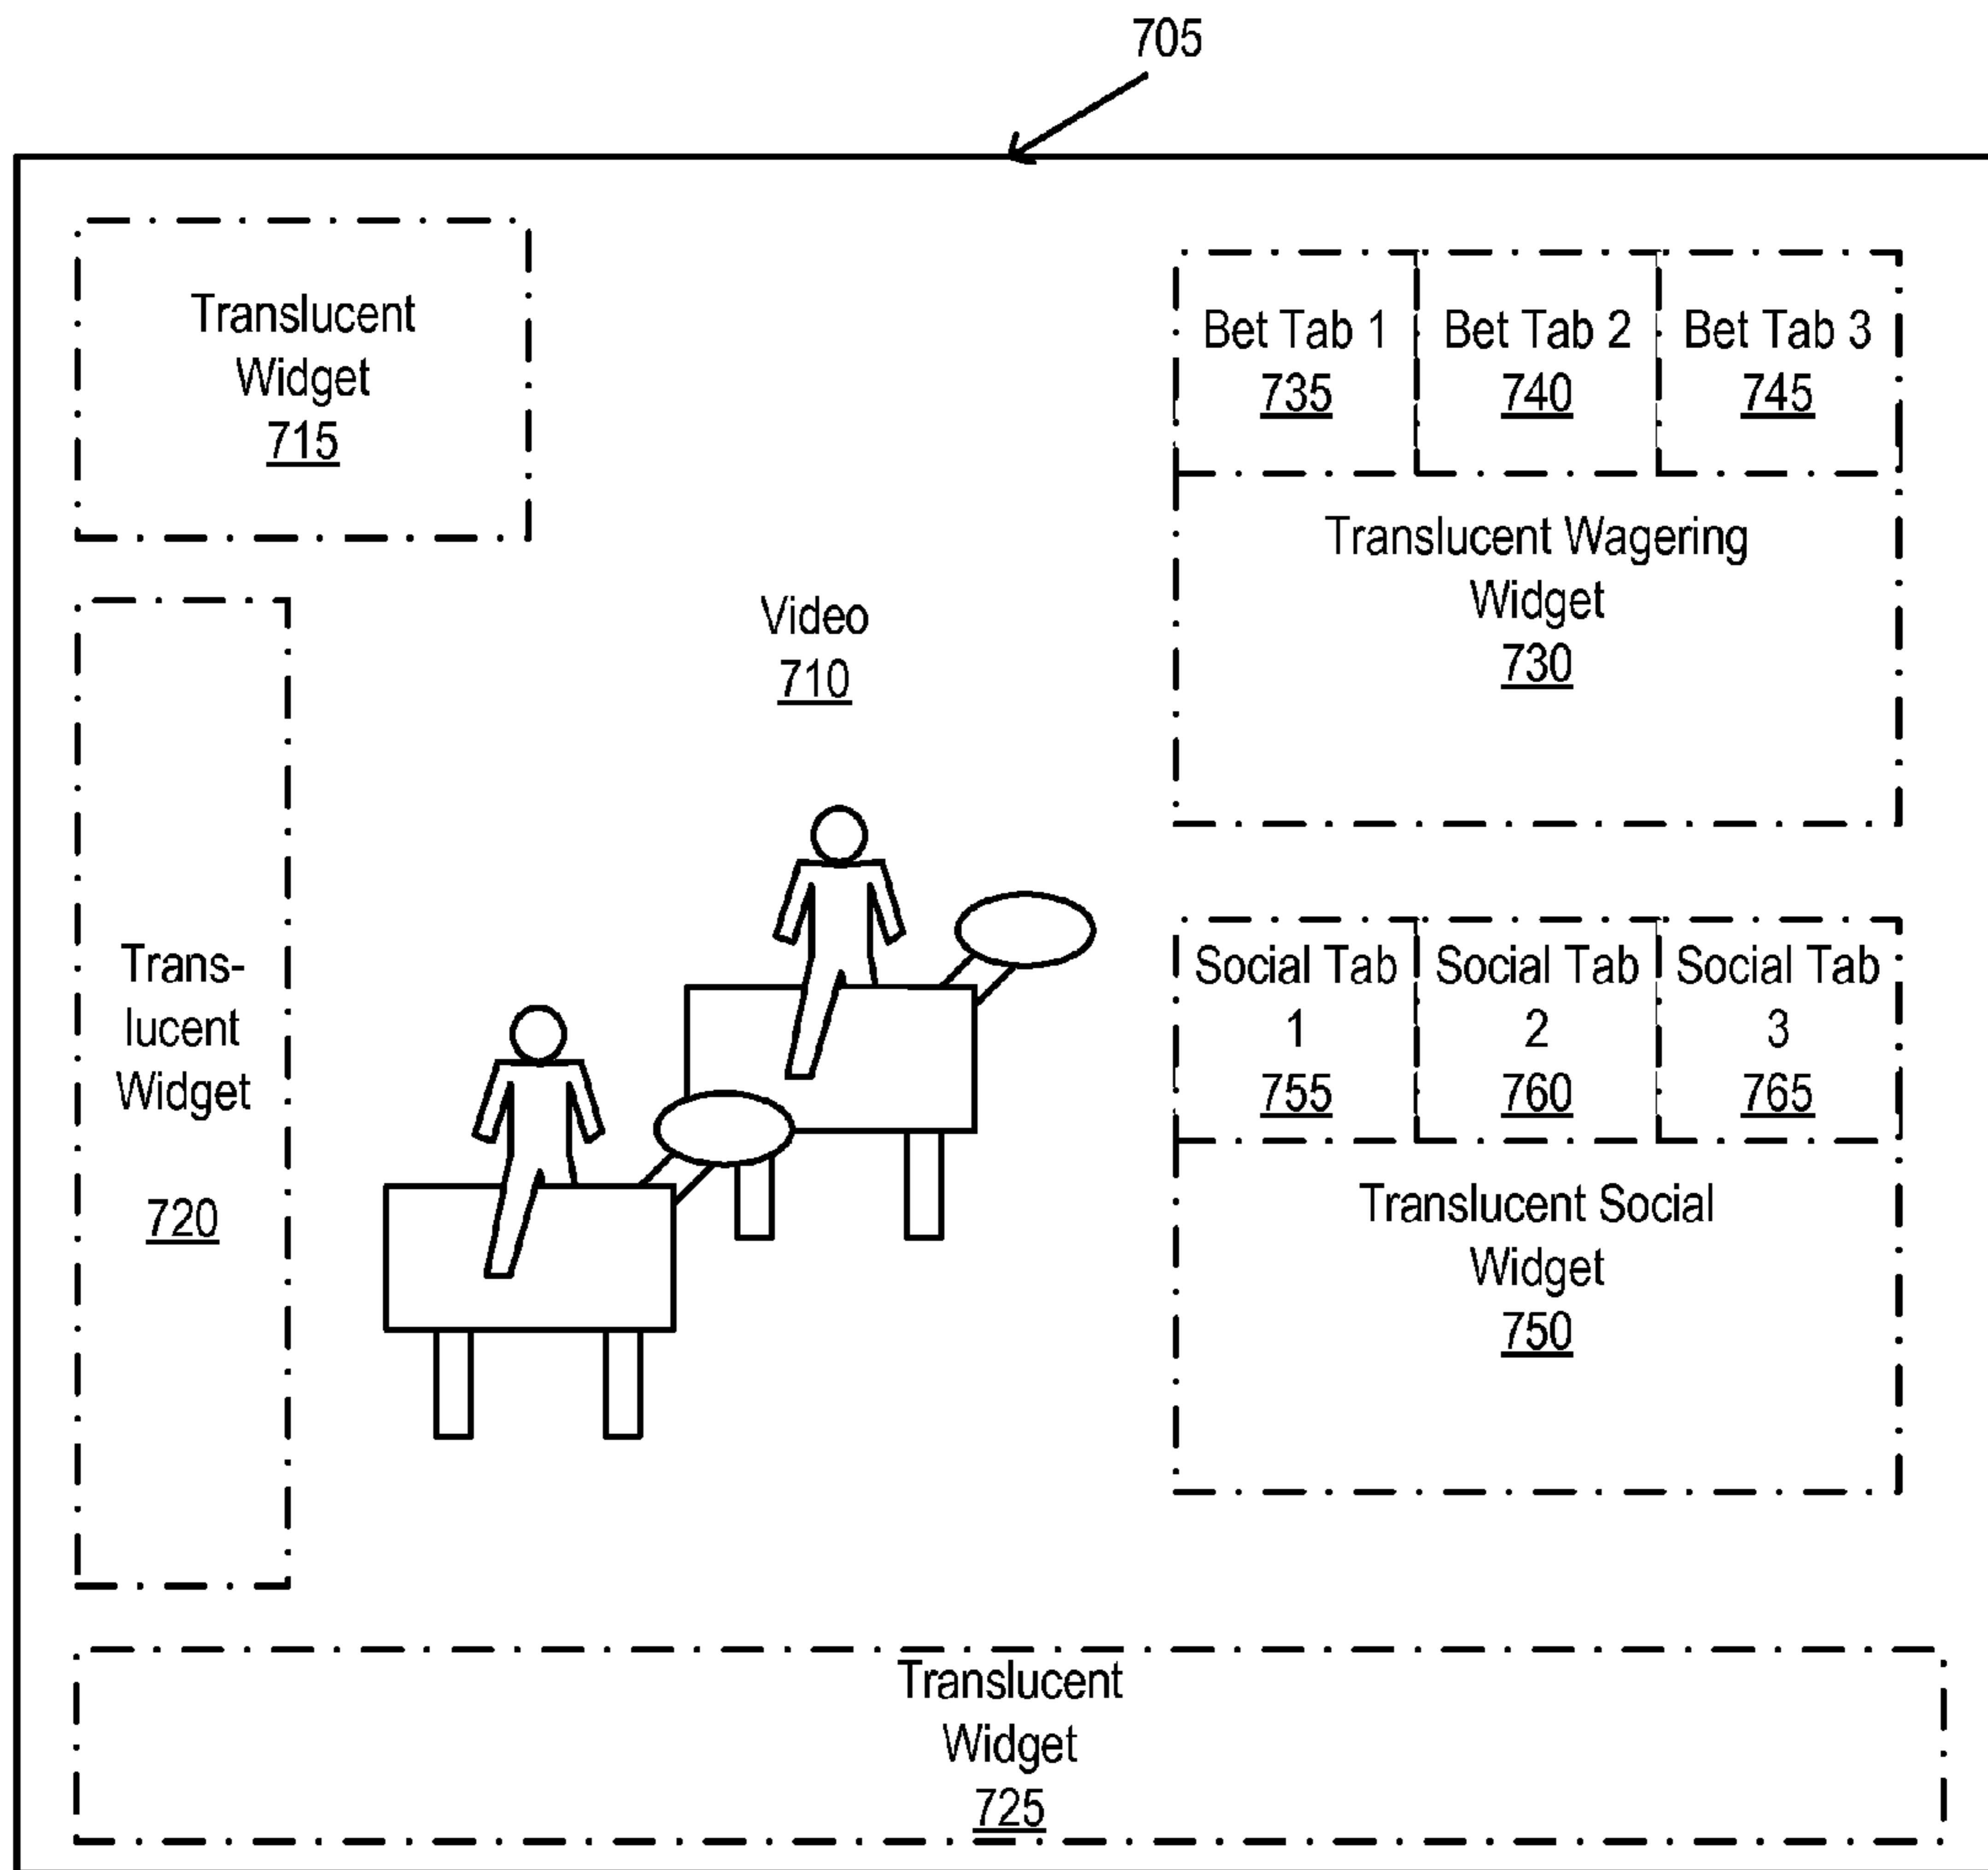 705
Translucent
Widget
715
Bet Tab 1
735
Bet Tab 2
740
Bet Tab 3
745
Translucent Wagering
Widget
730
Video
710
Trans-
lucent
Widget
720
Social Tab
1
755
Social Tab
2
760
Social Tab
3
765
Translucent Social
Widget
750
Translucent
Widget
725